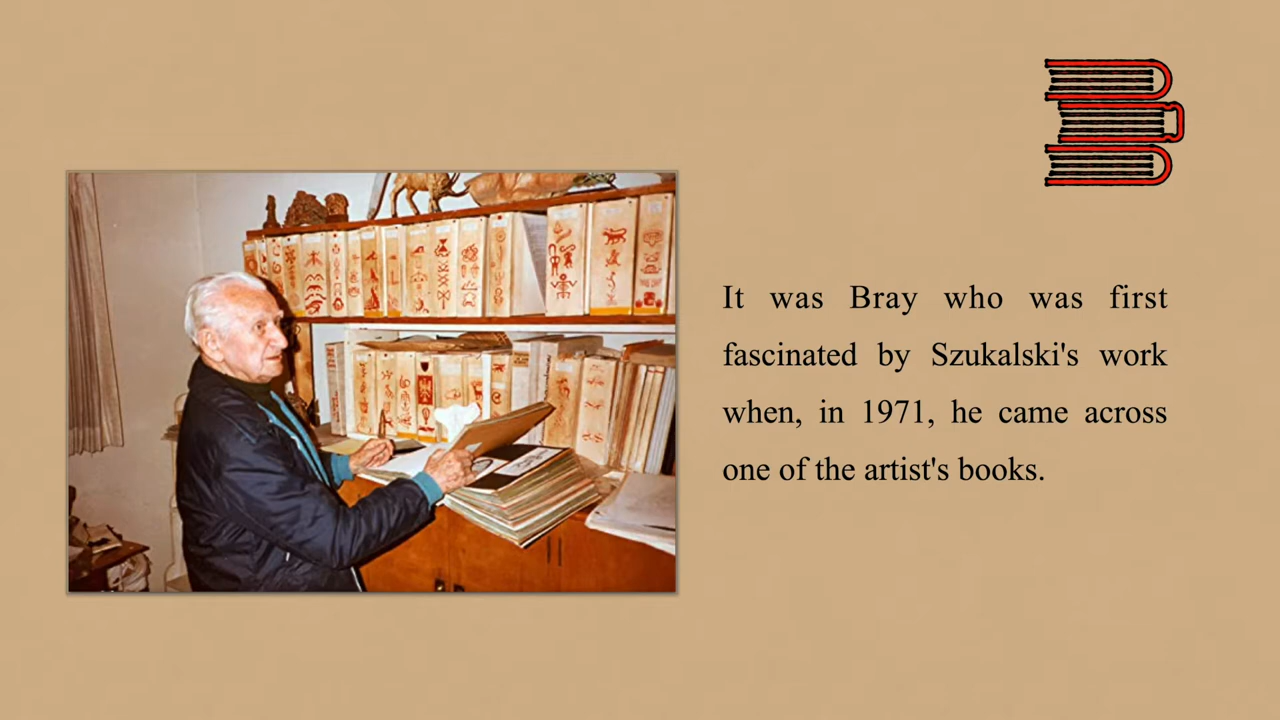 It was Bray who was first
fascinated by Szukalski's work
when, in 1971, he came across
one of the artist's books.